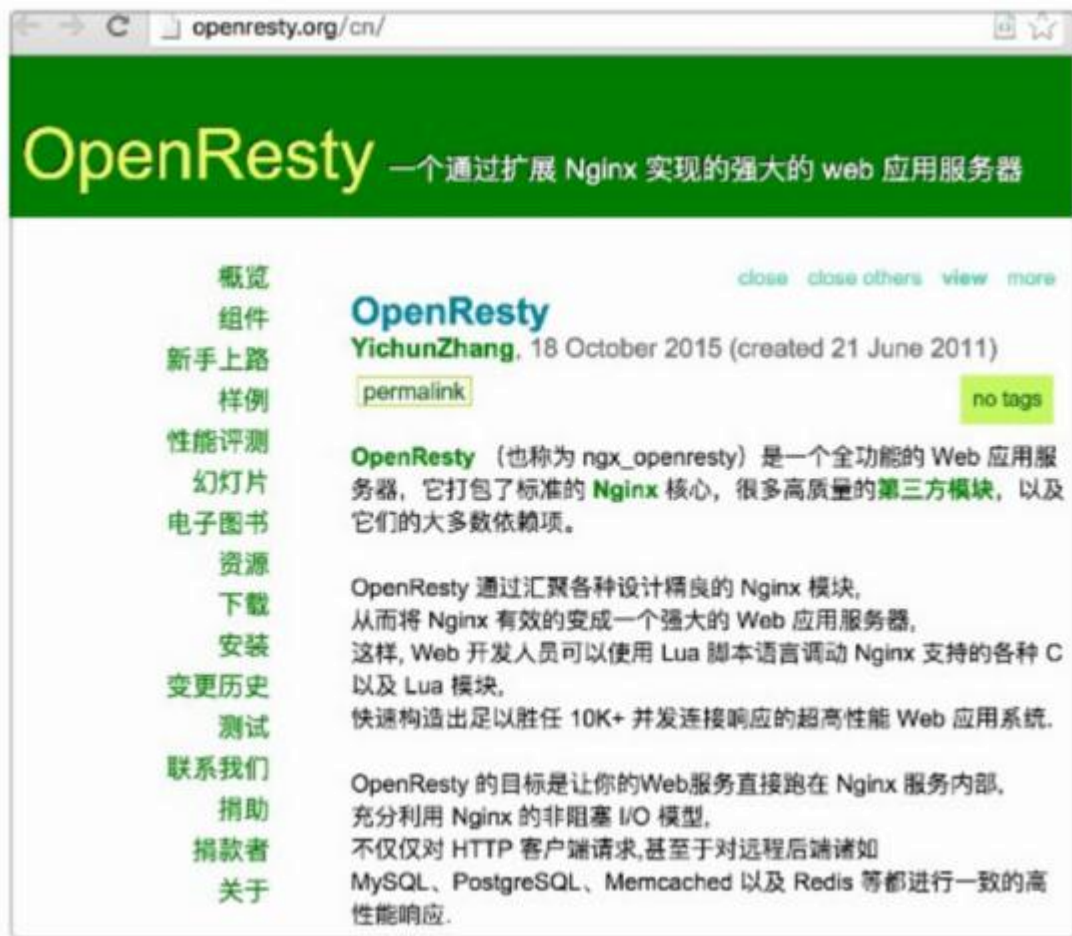 openresty.org/cn/
OpenResty 一个通过扩展 Nginx 实现的强大的 web 应用服务器
概览
组件
新手上路
样例
性能评测
幻灯片
电子图书
资源
下载
安装
变更历史
测试
联系我们
捐助
捐款者
关于
close close others view more
OpenResty
YichunZhang, 18 October 2015 (created 21 June 2011)
permalink
no tags
OpenResty （也称为 ngx_openresty）是一个全功能的 Web 应用服
务器，它打包了标准的 Nginx 核心，很多高质量的第三方模块，以及
它们的大多数依赖项。
OpenResty 通过汇聚各种设计精良的 Nginx 模块,
从而将 Nginx 有效的变成一个强大的 Web 应用服务器,
这样, Web 开发人员可以使用 Lua 脚本语言调动 Nginx 支持的各种 C
以及 Lua 模块,
快速构造出足以胜任 10K+ 并发连接响应的超高性能 Web 应用系统.
OpenResty 的目标是让你的Web服务直接跑在 Nginx 服务内部,
充分利用 Nginx 的非阻塞 I/O 模型,
不仅仅对 HTTP 客户端请求,甚至于对远程后端诸如
MySQL、PostgreSQL、Memcached 以及 Redis 等都进行一致的高
性能响应.